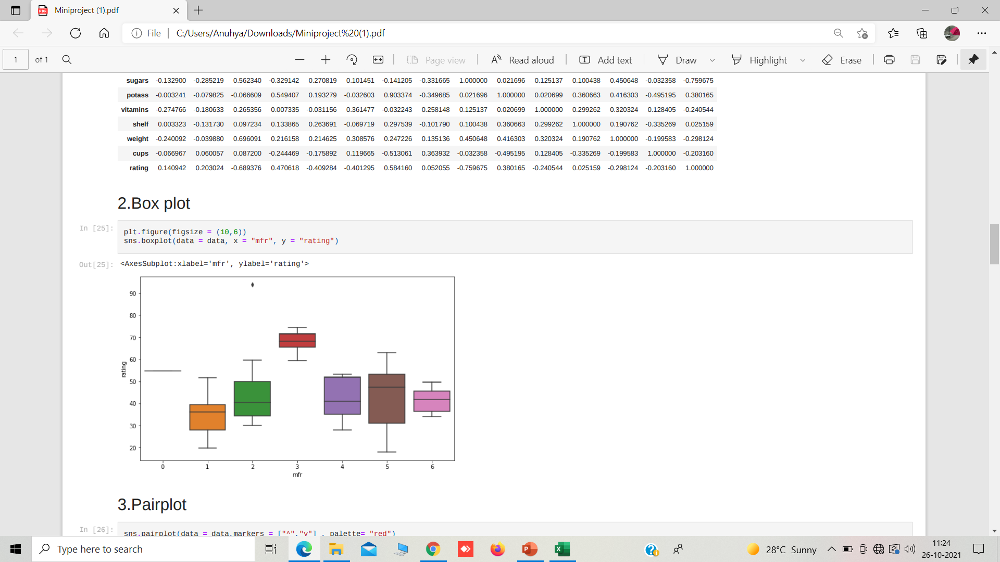 Miniproject (1).pdf
File C:/Users/Anuhya/Downloads/Miniproject%20(1).pdf
1 of 1 Page view Read aloud Add text Draw Highlight Erase
sugars -0.132900 -0.285219 0.562340 -0.329142 0.270819 0.101451 -0.141205 -0.331665 1.000000 0.021696 0.125137 0.100438 0.450648 -0.032358 -0.759675
potass -0.003241 -0.079825 -0.066609 0.549407 0.193279 -0.032603 0.903374 -0.349685 0.021696 1.000000 0.020699 0.360663 0.416303 -0.495195 0.380165
vitamins -0.274766 -0.180633 0.265356 0.007335 -0.031156 0.361477 -0.032243 0.258148 0.125137 0.020699 1.000000 0.299262 0.320324 0.128405 -0.240544
shelf 0.003323 -0.131730 0.097234 0.133865 0.263691 -0.069719 0.297539 -0.101790 0.100438 0.360663 0.299262 1.000000 0.190762 -0.335269 0.025159
weight -0.240092 -0.039880 0.696091 0.216158 0.214625 0.308576 0.247226 0.135136 0.450648 0.416303 0.320324 0.190762 1.000000 -0.199583 -0.298124
cups -0.066967 0.060057 0.087200 -0.244469 -0.175892 0.119665 -0.513061 0.363932 -0.032358 -0.495195 0.128405 -0.335269 -0.199583 1.000000 -0.203160
rating 0.140942 0.203024 -0.689376 0.470618 -0.409284 -0.401295 0.584160 0.052055 -0.759675 0.380165 -0.240544 0.025159 -0.298124 -0.203160 1.000000
2.Box plot
In [25]:
plt.figure(figsize = (10,6))
sns.boxplot(data = data, x = "mfr", y = "rating")
Out[25]: <AxesSubplot:xlabel='mfr', ylabel='rating'>
90
80
70
60
50
40
30
20
rating
0 1 2 3 4 5 6
mfr
3.Pairplot
In [26]:
sns.pairplot(data = data,markers = ["^","v"] , palette= "red")
Type here to search
28°C Sunny
11:24
26-10-2021